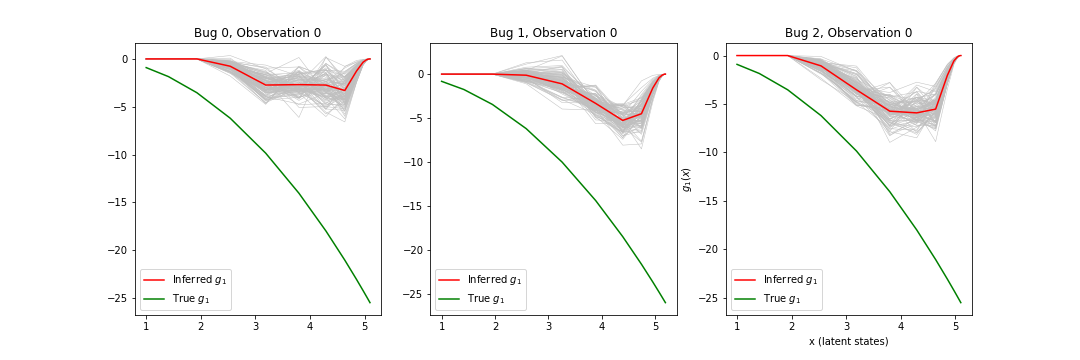 Bug 0, Observation 0
0
−5
−10
−15
−20
−25
1 2 3 4 5
Inferred g₁
True g₁
Bug 1, Observation 0
0
−5
−10
−15
−20
−25
1 2 3 4 5
Inferred g₁
True g₁
Bug 2, Observation 0
g₁(x)
0
−5
−10
−15
−20
−25
1 2 3 4 5
x (latent states)
Inferred g₁
True g₁